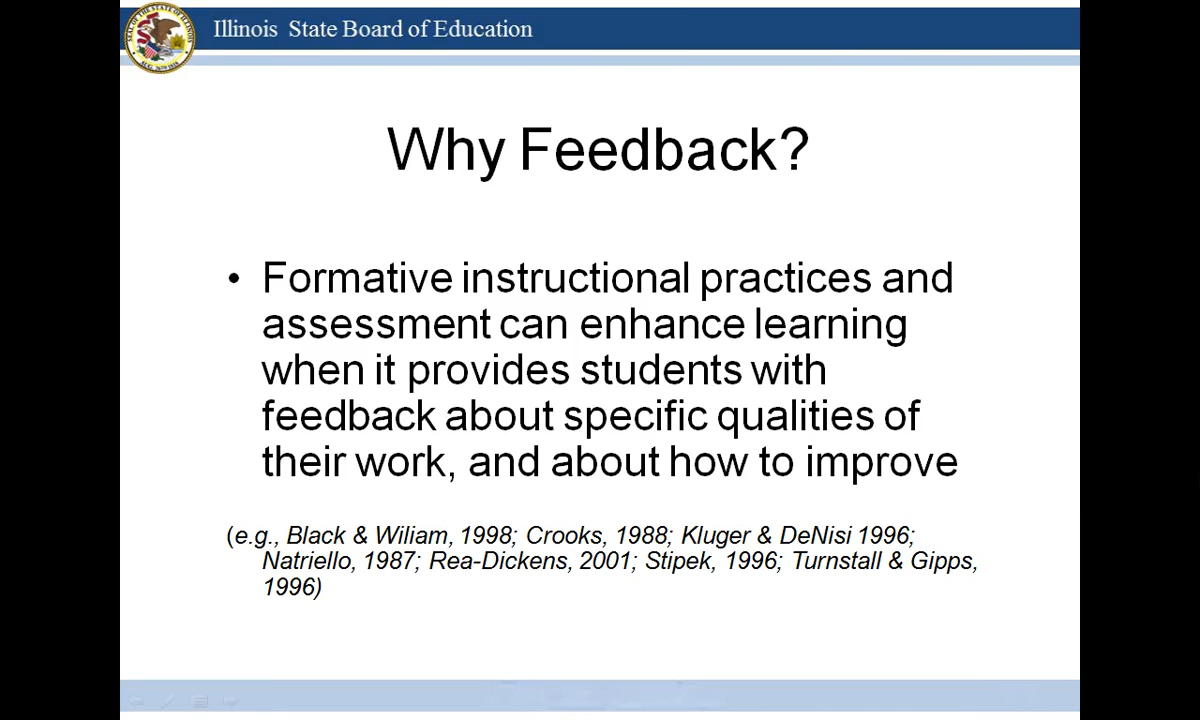 Illinois State Board of Education
Why Feedback?
• Formative instructional practices and
assessment can enhance learning
when it provides students with
feedback about specific qualities of
their work, and about how to improve
(e.g., Black & Wiliam, 1998; Crooks, 1988; Kluger & DeNisi 1996;
Natriello, 1987; Rea-Dickens, 2001; Stipek, 1996; Turnstall & Gipps,
1996)